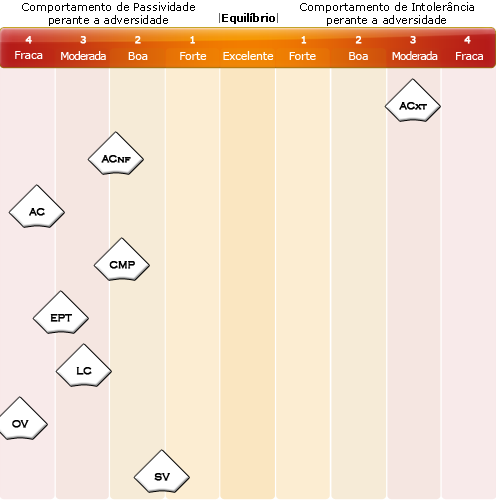 Comportamento de Passividade
perante a adversidade
|Equilíbrio|
Comportamento de Intolerância
perante a adversidade
4 3 2 1 1 2 3 4
Fraca Moderada Boa Forte Excelente Forte Boa Moderada Fraca
ACXT
ACNF
AC
CMP
EPT
LC
OV
SV